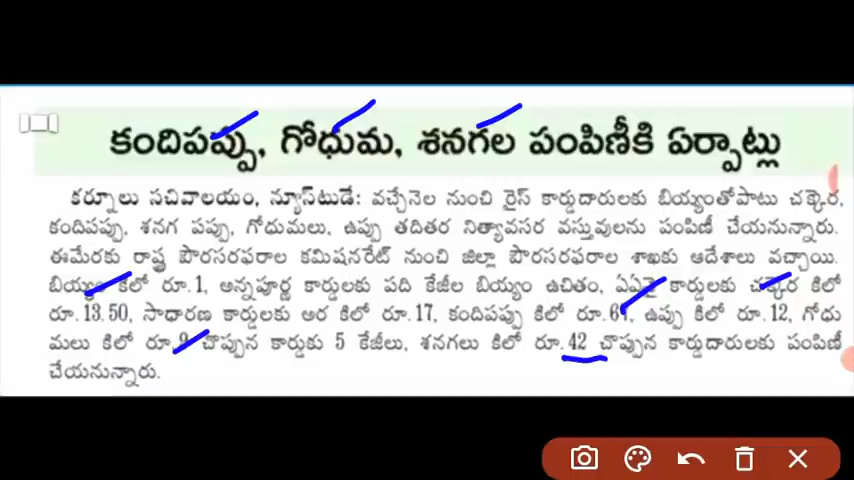 కందిపప్పు, గోధుమ, శనగల పంపిణీకి ఏర్పాట్లు
కర్నూలు సచివాలయం, న్యూస్‌టుడే: వచ్చేనెల నుంచి రైస్ కార్డుదారులకు బియ్యంతోపాటు చక్కెర,
కందిపప్పు, శనగ పప్పు, గోధుమలు, ఉప్పు తదితర నిత్యావసర వస్తువులను పంపిణీ చేయనున్నారు.
ఈమేరకు రాష్ట్ర పౌరసరఫరాల కమిషనరేట్ నుంచి జిల్లా పౌరసరఫరాల శాఖకు ఆదేశాలు వచ్చాయి.
బియ్యం కిలో రూ.1, అన్నపూర్ణ కార్డులకు పది కేజీల బియ్యం ఉచితం, ఏఏవై కార్డులకు చక్కెర కిలో
రూ.13.50, సాధారణ కార్డులకు అర కిలో రూ.17, కందిపప్పు కిలో ఉప్పు కిలో రూ.12, గోధు
మలు కిలో చొప్పున కార్డుకు 5 కేజీలు, శనగలు కిలో రూ.42 చొప్పున కార్డుదారులకు పంపిణీ
చేయనున్నారు.